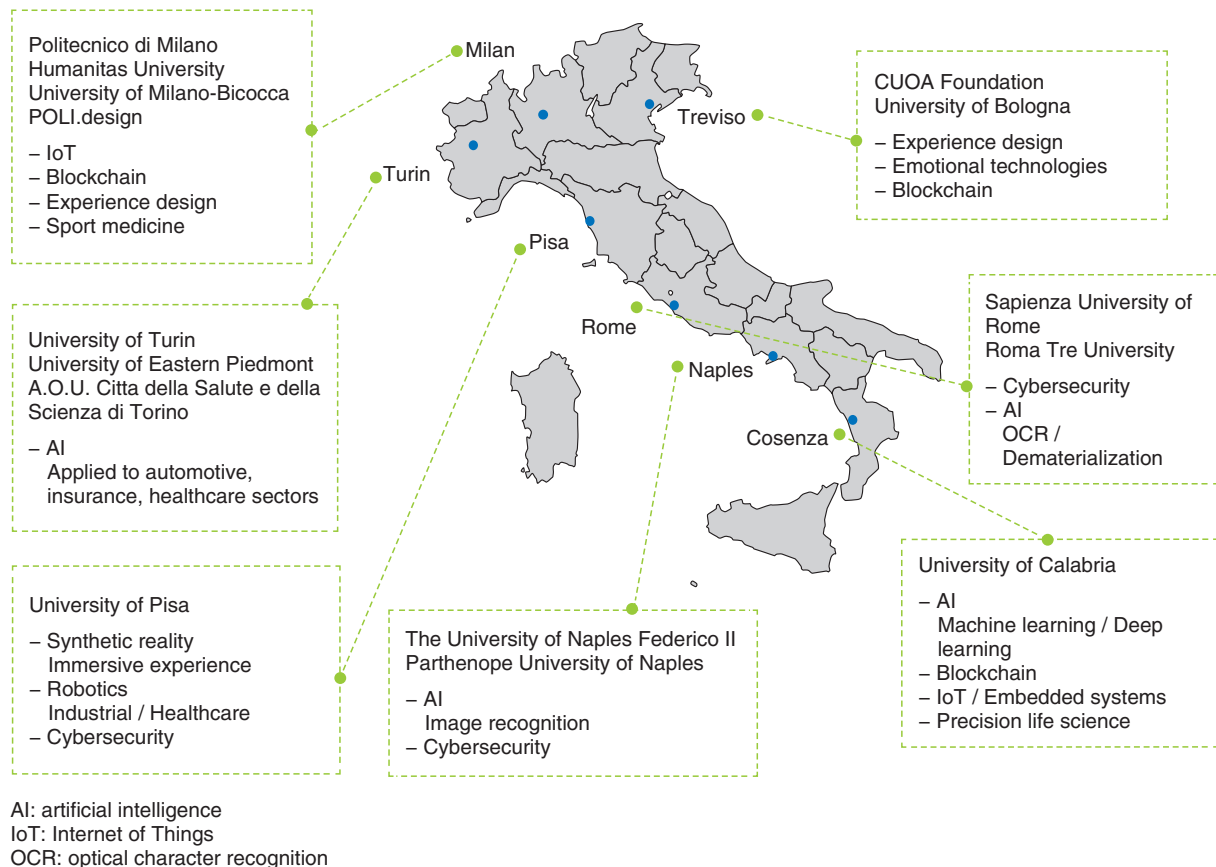 Politecnico di Milano
Humanitas University
University of Milano-Bicocca
POLI.design
– IoT
– Blockchain
– Experience design
– Sport medicine
Milan
Turin
Pisa
Rome
Naples
Cosenza
Treviso
CUOA Foundation
University of Bologna
– Experience design
– Emotional technologies
– Blockchain
University of Turin
University of Eastern Piedmont
A.O.U. Citta della Salute e della
Scienza di Torino
– AI
Applied to automotive,
insurance, healthcare sectors
Sapienza University of
Rome
Roma Tre University
– Cybersecurity
– AI
OCR /
Dematerialization
University of Pisa
– Synthetic reality
Immersive experience
– Robotics
Industrial / Healthcare
– Cybersecurity
The University of Naples Federico II
Parthenope University of Naples
– AI
Image recognition
– Cybersecurity
University of Calabria
– AI
Machine learning / Deep
learning
– Blockchain
– IoT / Embedded systems
– Precision life science
AI: artificial intelligence
IoT: Internet of Things
OCR: optical character recognition